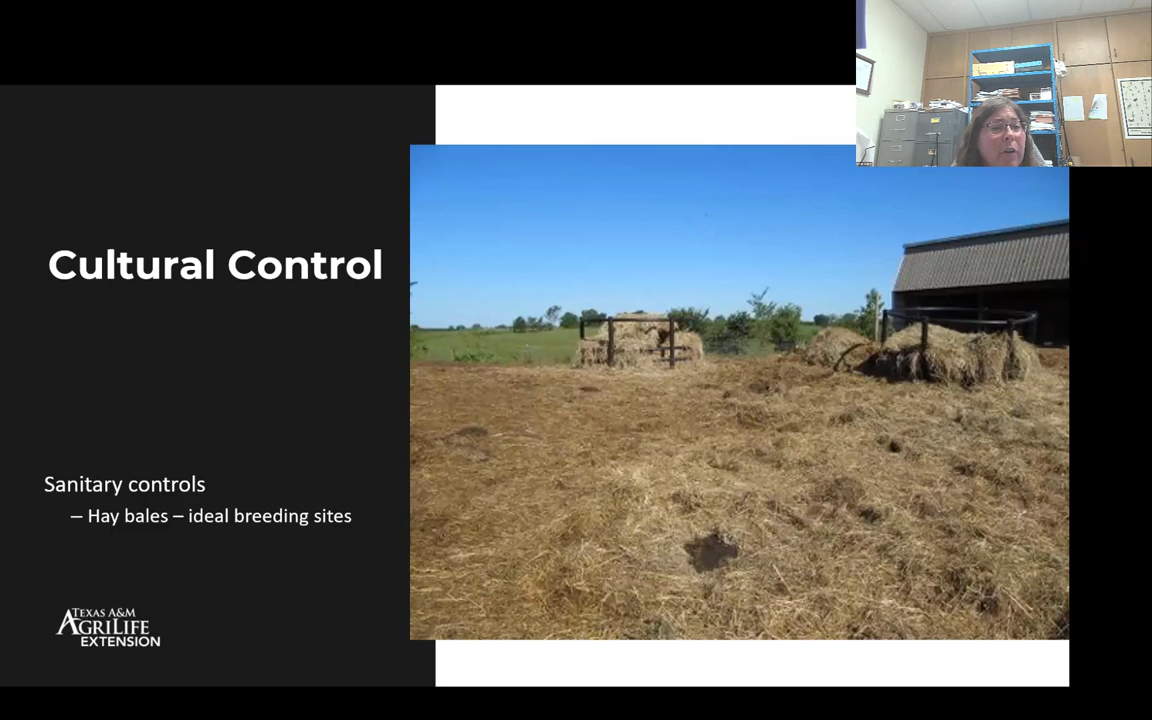 Cultural Control
Sanitary controls
– Hay bales – ideal breeding sites
TEXAS A&M
AGRILIFE
EXTENSION